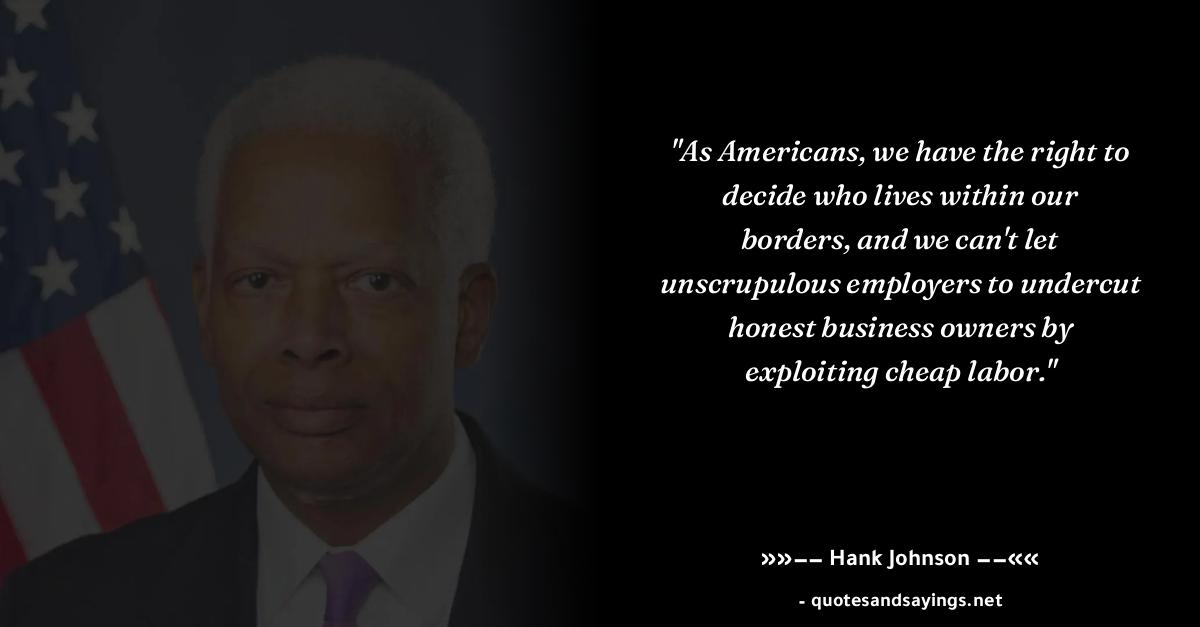 "As Americans, we have the right to
decide who lives within our
borders, and we can't let
unscrupulous employers to undercut
honest business owners by
exploiting cheap labor."
»»–– Hank Johnson ––««
- quotesandsayings.net